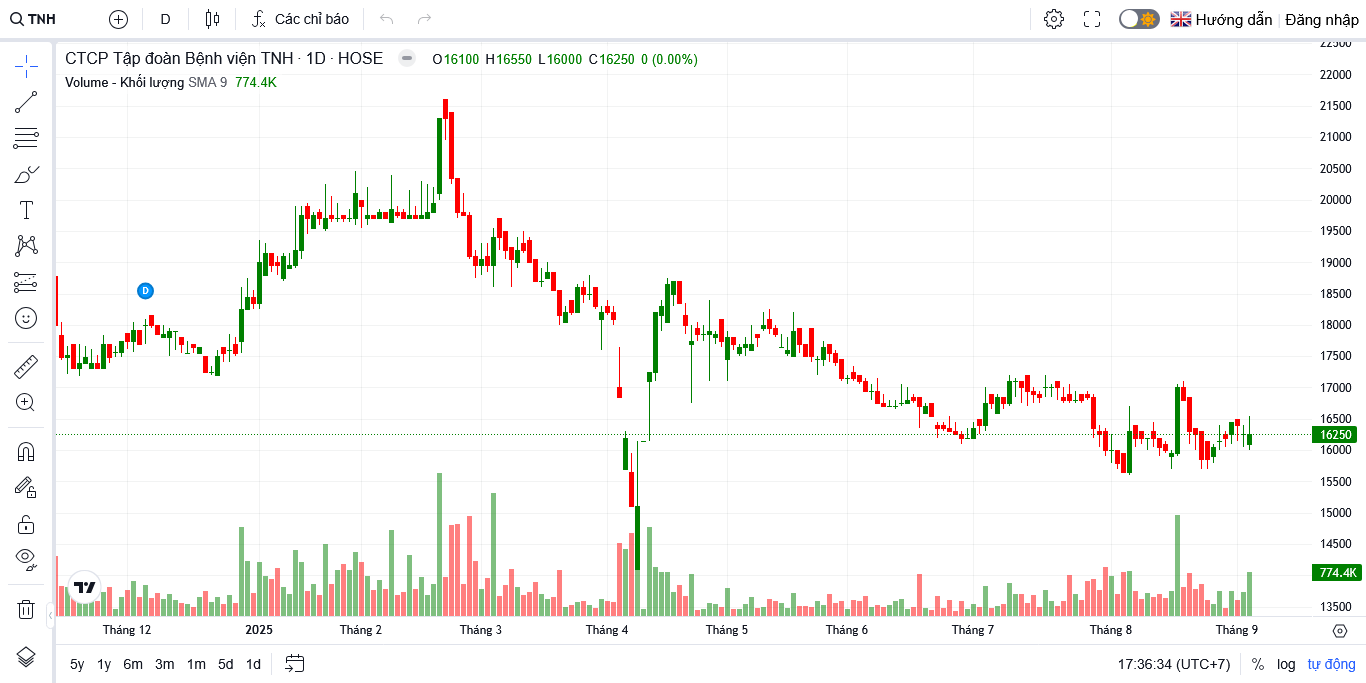 TNH D Các chỉ báo Hướng dẫn Đăng nhập
CTCP Tập đoàn Bệnh viện TNH · 1D · HOSE O16100 H16550 L16000 C16250 0 (0.00%)
Volume - Khối lượng SMA 9 774.4K
22500
22000
21500
21000
20500
20000
19500
19000
18500
D
18000
17500
17000
16500
16250
16000
15500
15000
14500
774.4K
13500
Tháng 12 2025 Tháng 2 Tháng 3 Tháng 4 Tháng 5 Tháng 6 Tháng 7 Tháng 8 Tháng 9
5y 1y 6m 3m 1m 5d 1d 17:36:34 (UTC+7) % log tự động